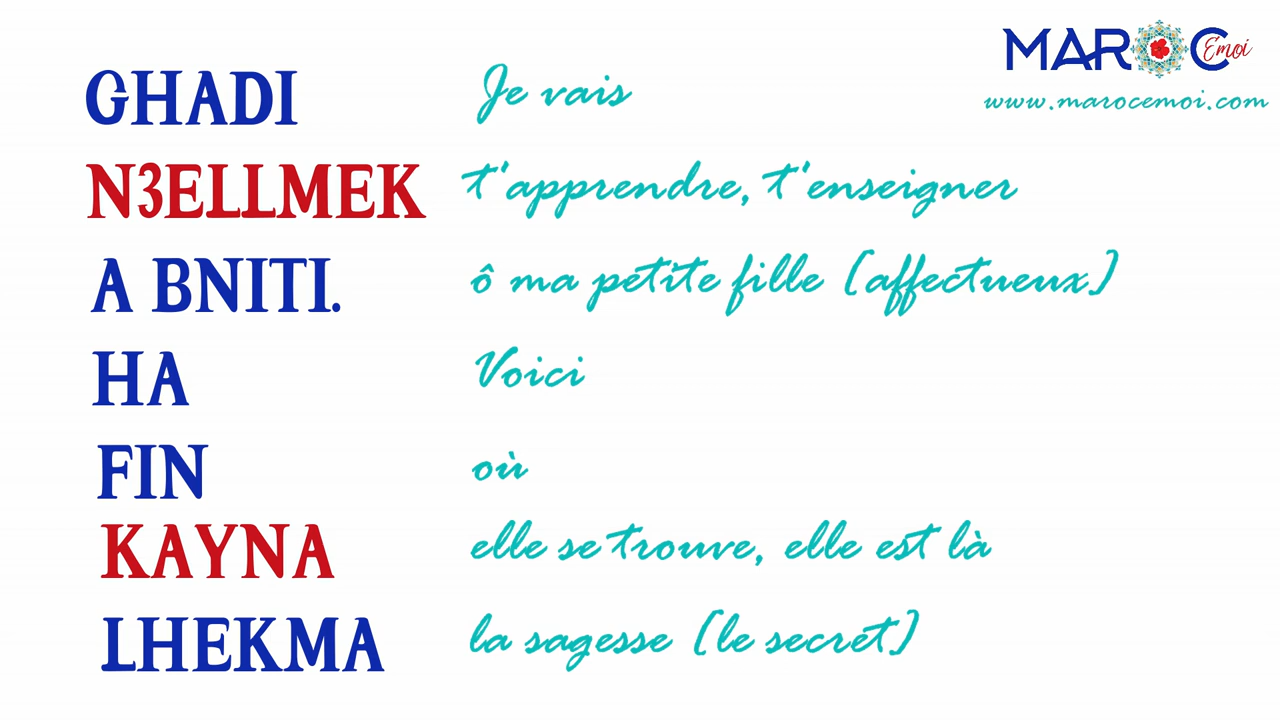 MAROC Emoi
www.marocemoi.com
GHADI Je vais
N3ELLMEK t'apprendre, t'enseigner
A BNITI. ô ma petite fille (affectueux)
HA Voici
FIN où
KAYNA elle se trouve, elle est là
LHEKMA la sagesse (le secret)